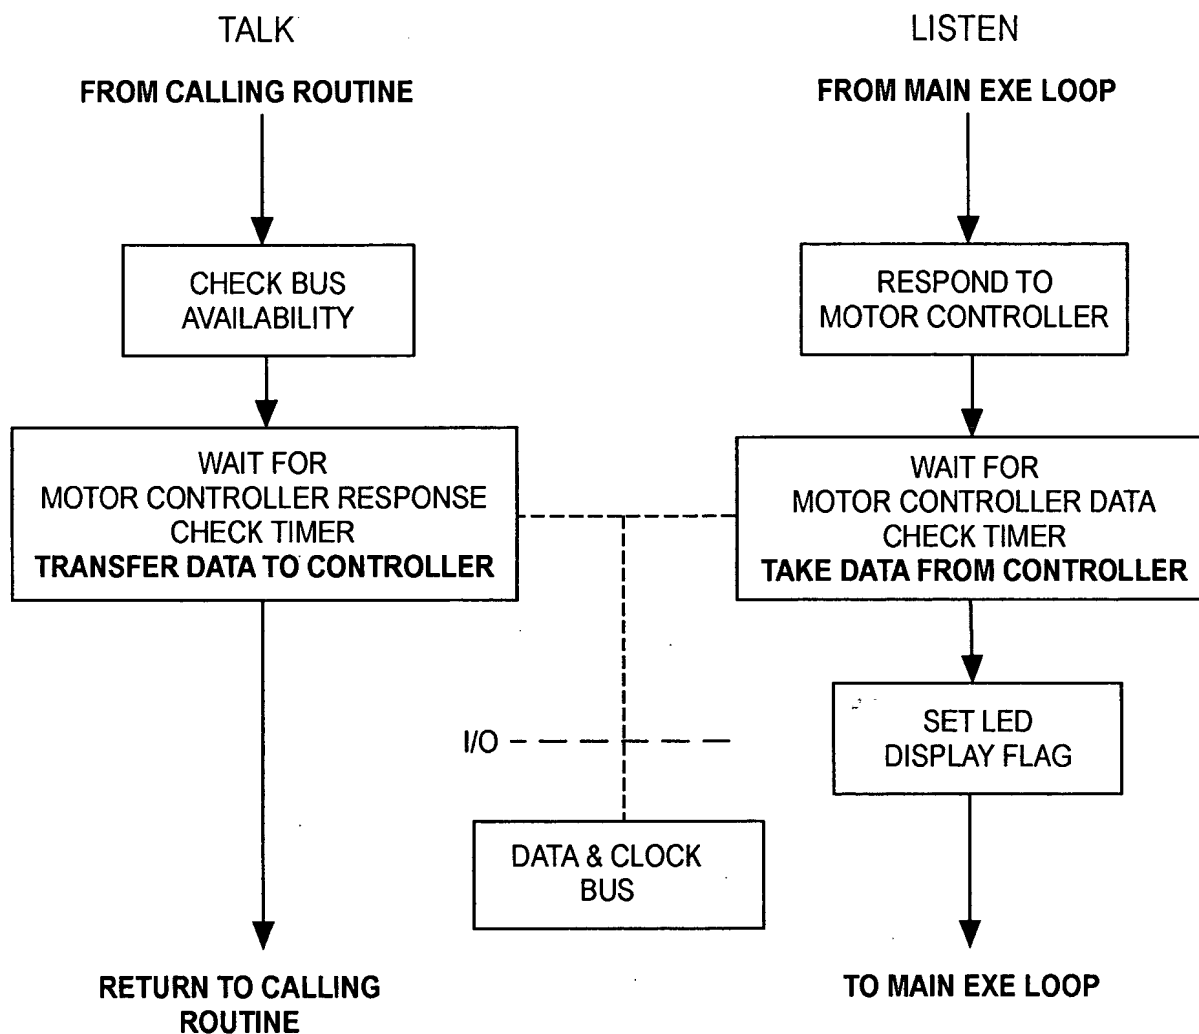 TALK
FROM CALLING ROUTINE
CHECK BUS
AVAILABILITY
WAIT FOR
MOTOR CONTROLLER RESPONSE
CHECK TIMER
TRANSFER DATA TO CONTROLLER
RETURN TO CALLING
ROUTINE
I/O
DATA & CLOCK
BUS
LISTEN
FROM MAIN EXE LOOP
RESPOND TO
MOTOR CONTROLLER
WAIT FOR
MOTOR CONTROLLER DATA
CHECK TIMER
TAKE DATA FROM CONTROLLER
SET LED
DISPLAY FLAG
TO MAIN EXE LOOP